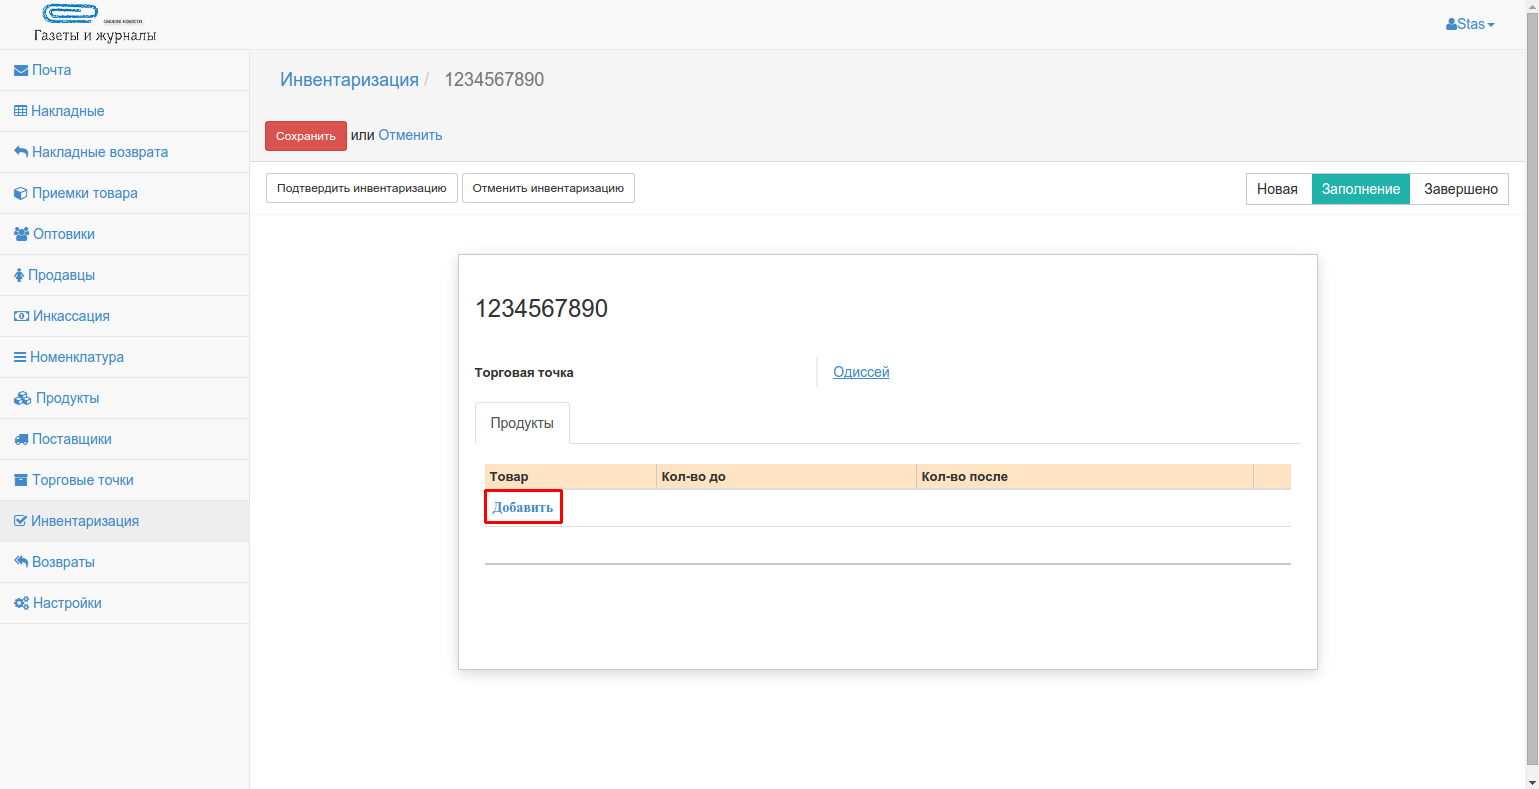 свежие новости
Газеты и журналы
Stas
Почта
Накладные
Накладные возврата
Приемки товара
Оптовики
Продавцы
Инкассация
Номенклатура
Продукты
Поставщики
Торговые точки
Инвентаризация
Возвраты
Настройки
Инвентаризация / 1234567890
Сохранить или Отменить
Подтвердить инвентаризацию Отменить инвентаризацию
Новая Заполнение Завершено
1234567890
Торговая точка Одиссей
Продукты
Товар Кол-во до Кол-во после
Добавить